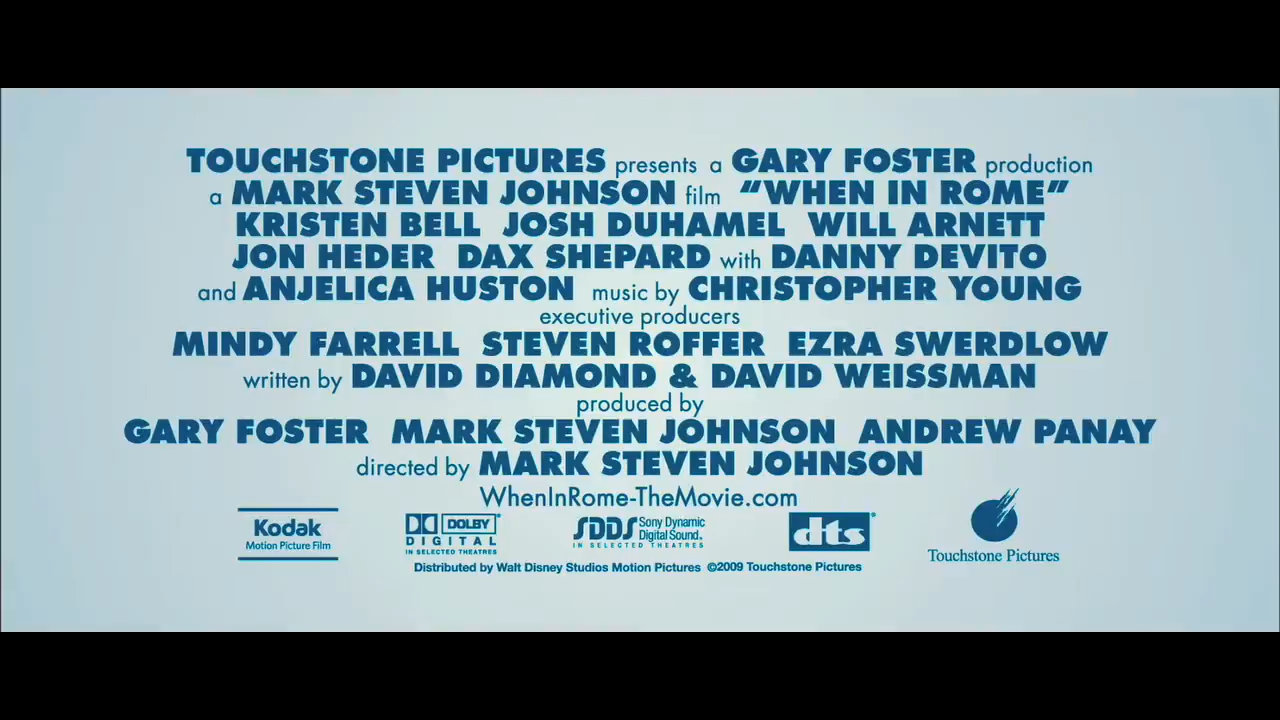 TOUCHSTONE PICTURES presents a GARY FOSTER production
a MARK STEVEN JOHNSON film "WHEN IN ROME"
KRISTEN BELL JOSH DUHAMEL WILL ARNETT
JON HEDER DAX SHEPARD with DANNY DEVITO
and ANJELICA HUSTON music by CHRISTOPHER YOUNG
executive producers
MINDY FARRELL STEVEN ROFFER EZRA SWERDLOW
written by DAVID DIAMOND & DAVID WEISSMAN
produced by
GARY FOSTER MARK STEVEN JOHNSON ANDREW PANAY
directed by MARK STEVEN JOHNSON
WhenInRome-TheMovie.com
Kodak
Motion Picture Film
DOLBY
DIGITAL
IN SELECTED THEATRES
SDDS Sony Dynamic
Digital Sound.
IN SELECTED THEATRES
dts
Touchstone Pictures
Distributed by Walt Disney Studios Motion Pictures ©2009 Touchstone Pictures